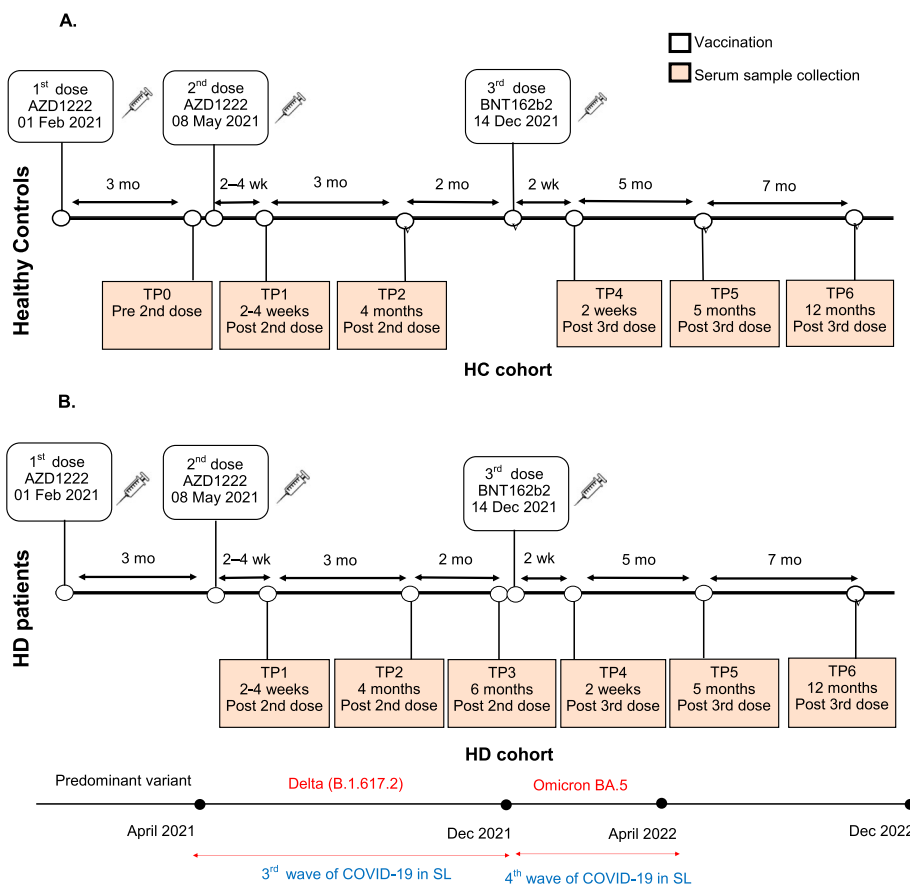 A.
Vaccination
Serum sample collection
1st dose
AZD1222
01 Feb 2021
2nd dose
AZD1222
08 May 2021
3rd dose
BNT162b2
14 Dec 2021
Healthy Controls
3 mo
2–4 wk
3 mo
2 mo
2 wk
5 mo
7 mo
TP0
Pre 2nd dose
TP1
2-4 weeks
Post 2nd dose
TP2
4 months
Post 2nd dose
TP4
2 weeks
Post 3rd dose
TP5
5 months
Post 3rd dose
TP6
12 months
Post 3rd dose
HC cohort
B.
1st dose
AZD1222
01 Feb 2021
2nd dose
AZD1222
08 May 2021
3rd dose
BNT162b2
14 Dec 2021
HD patients
3 mo
2–4 wk
3 mo
2 mo
2 wk
5 mo
7 mo
TP1
2-4 weeks
Post 2nd dose
TP2
4 months
Post 2nd dose
TP3
6 months
Post 2nd dose
TP4
2 weeks
Post 3rd dose
TP5
5 months
Post 3rd dose
TP6
12 months
Post 3rd dose
HD cohort
Predominant variant
Delta (B.1.617.2)
Omicron BA.5
April 2021
Dec 2021
April 2022
Dec 2022
3rd wave of COVID-19 in SL
4th wave of COVID-19 in SL